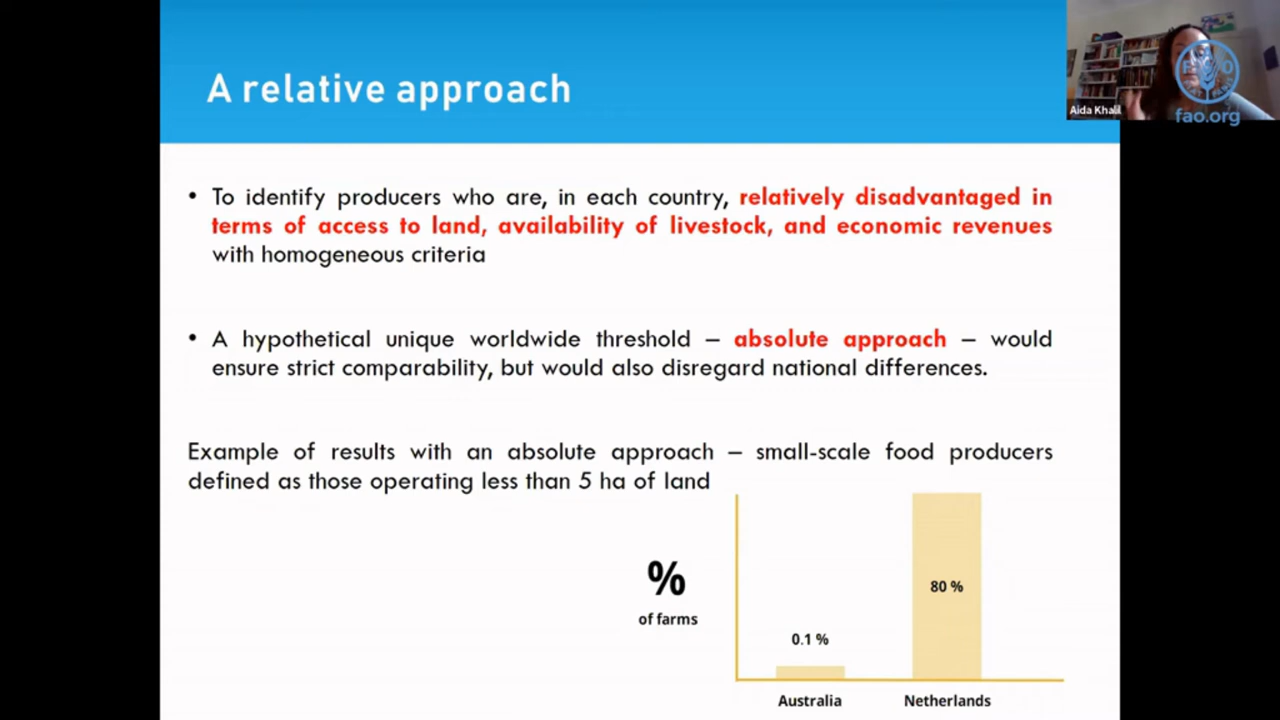 A relative approach
Aida Khalil
FAO
fao.org
• To identify producers who are, in each country, relatively disadvantaged in
terms of access to land, availability of livestock, and economic revenues
with homogeneous criteria
• A hypothetical unique worldwide threshold – absolute approach – would
ensure strict comparability, but would also disregard national differences.
Example of results with an absolute approach – small-scale food producers
defined as those operating less than 5 ha of land
%
of farms
0.1 %
80 %
Australia
Netherlands